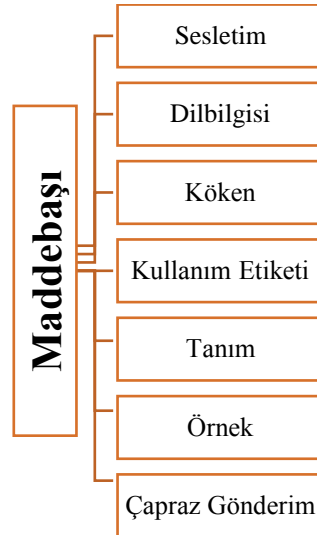 Maddebaşı
Sesletim
Dilbilgisi
Köken
Kullanım Etiketi
Tanım
Örnek
Çapraz Gönderim